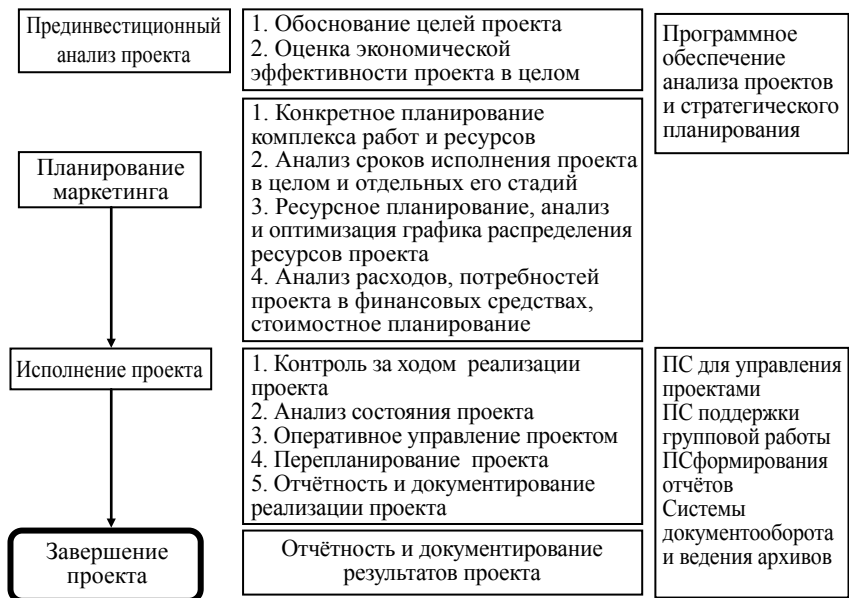 Прединвестиционный
анализ проекта
1. Обоснование целей проекта
2. Оценка экономической
эффективности проекта в целом
Программное
обеспечение
анализа проектов
и стратегического
планирования
Планирование
маркетинга
1. Конкретное планирование
комплекса работ и ресурсов
2. Анализ сроков исполнения проекта
в целом и отдельных его стадий
3. Ресурсное планирование, анализ
и оптимизация графика распределения
ресурсов проекта
4. Анализ расходов, потребностей
проекта в финансовых средствах,
стоимостное планирование
Исполнение проекта
1. Контроль за ходом реализации
проекта
2. Анализ состояния проекта
3. Оперативное управление проектом
4. Перепланирование проекта
5. Отчётность и документирование
реализации проекта
ПС для управления
проектами
ПС поддержки
групповой работы
ПСформирования
отчётов
Системы
документооборота
и ведения архивов
Завершение
проекта
Отчётность и документирование
результатов проекта